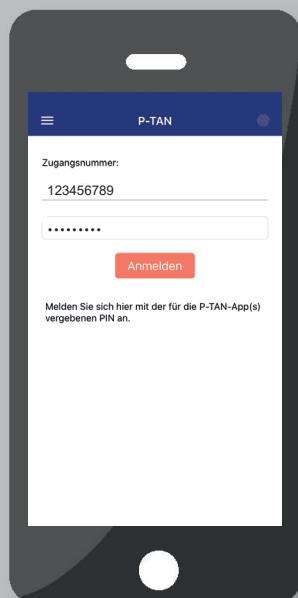 P-TAN
Zugangsnummer:
123456789
•••••••••
Anmelden
Melden Sie sich hier mit der für die P-TAN-App(s)
vergebenen PIN an.